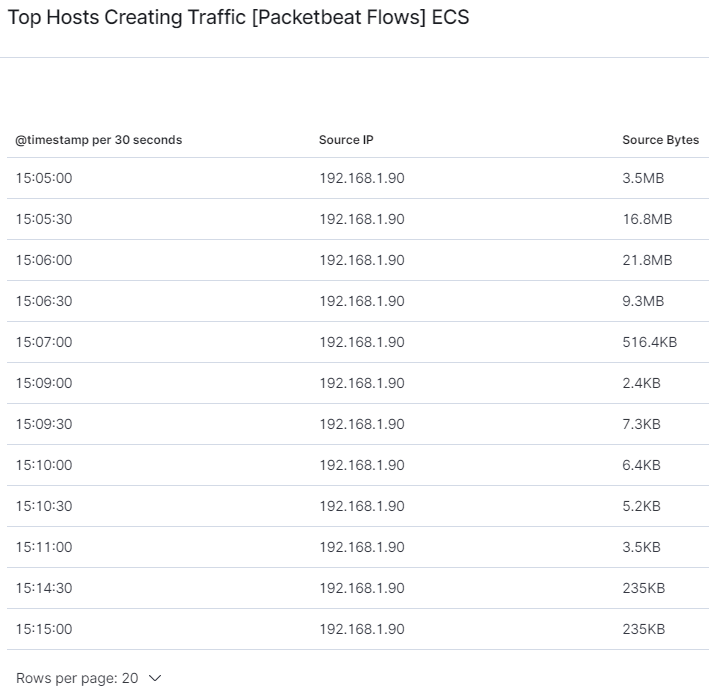 Top Hosts Creating Traffic [Packetbeat Flows] ECS
@timestamp per 30 seconds Source IP Source Bytes
15:05:00 192.168.1.90 3.5MB
15:05:30 192.168.1.90 16.8MB
15:06:00 192.168.1.90 21.8MB
15:06:30 192.168.1.90 9.3MB
15:07:00 192.168.1.90 516.4KB
15:09:00 192.168.1.90 2.4KB
15:09:30 192.168.1.90 7.3KB
15:10:00 192.168.1.90 6.4KB
15:10:30 192.168.1.90 5.2KB
15:11:00 192.168.1.90 3.5KB
15:14:30 192.168.1.90 235KB
15:15:00 192.168.1.90 235KB
Rows per page: 20